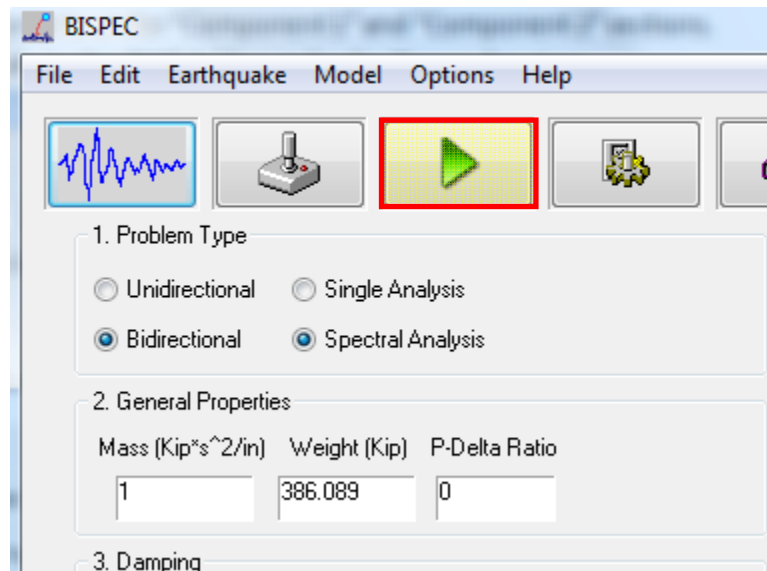 BISPEC
File Edit Earthquake Model Options Help
1. Problem Type
Unidirectional Single Analysis
Bidirectional Spectral Analysis
2. General Properties
Mass (Kip*s^2/in) Weight (Kip) P-Delta Ratio
1 386.089 0
3. Damping